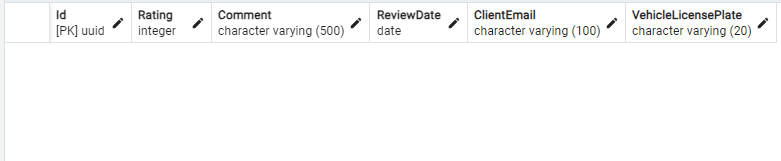 Id
[PK] uuid
Rating
integer
Comment
character varying (500)
ReviewDate
date
ClientEmail
character varying (100)
VehicleLicensePlate
character varying (20)